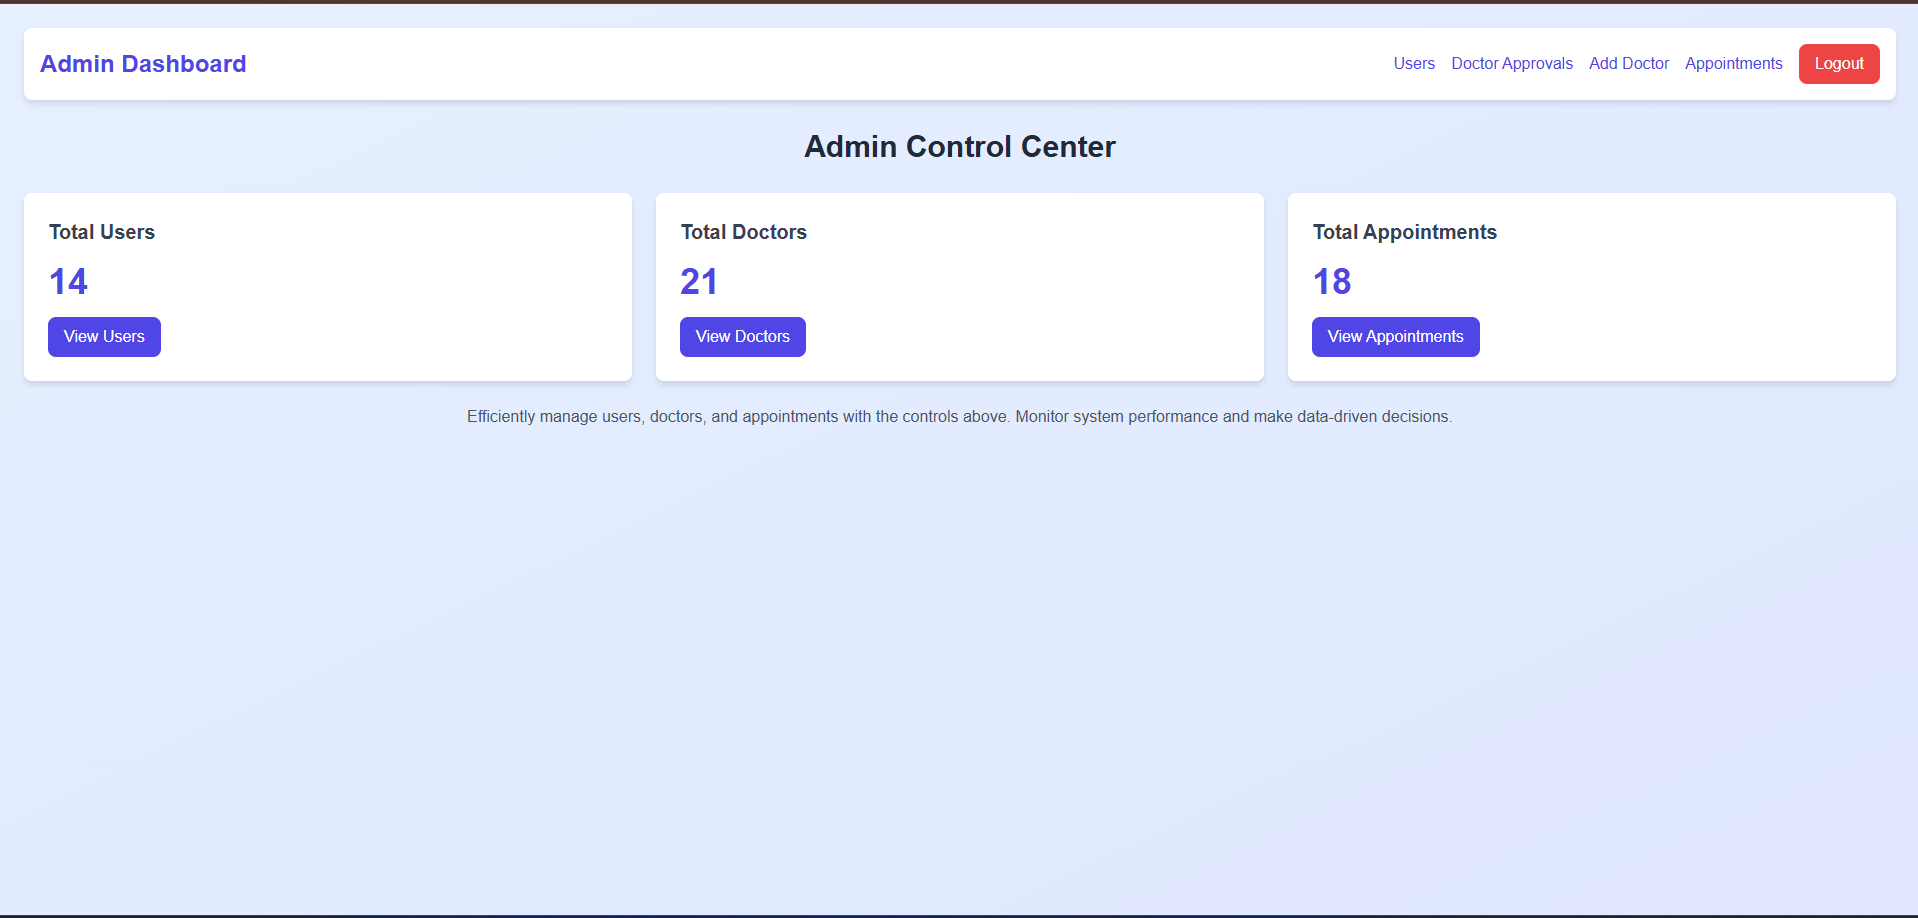 Admin Dashboard
Users Doctor Approvals Add Doctor Appointments Logout
Admin Control Center
Total Users
14
View Users
Total Doctors
21
View Doctors
Total Appointments
18
View Appointments
Efficiently manage users, doctors, and appointments with the controls above. Monitor system performance and make data-driven decisions.